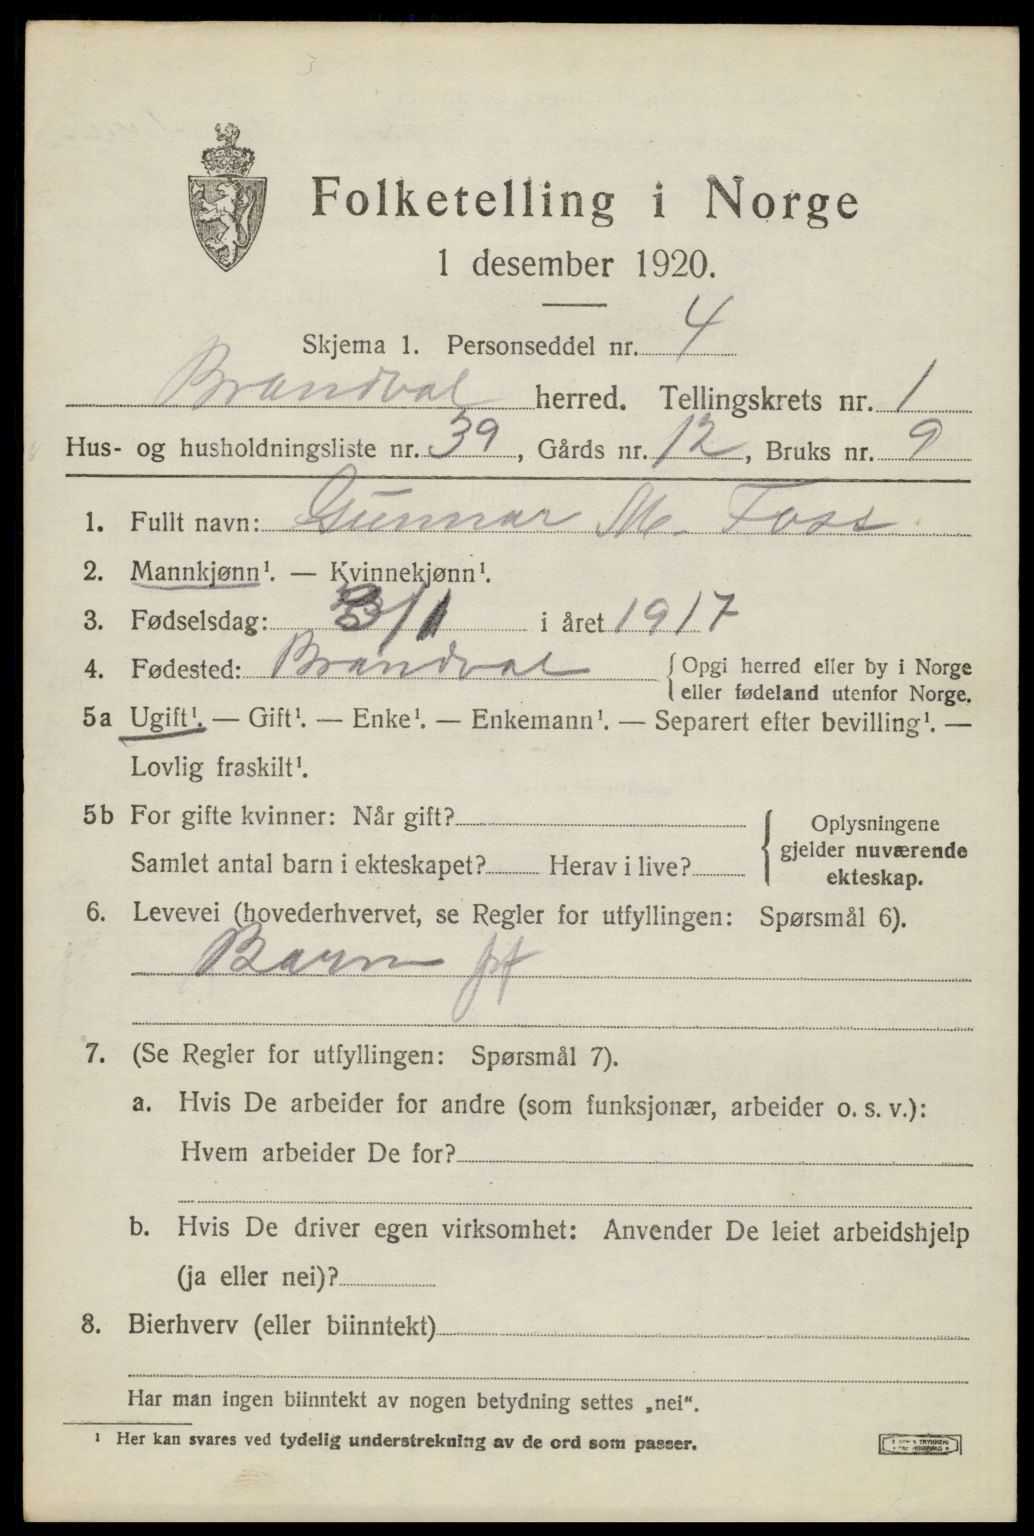 Folketelling i Norge
1 desember 1920.
Skjema 1. Personseddel nr. 4
Brandval herred. Tellingskrets nr. 1
Hus- og husholdningsliste nr. 39, Gårds nr. 12, Bruks nr. 9
1. Fullt navn: Gunnar M. Foss
2. Mannkjønn¹. — Kvinnekjønn¹.
3. Fødselsdag: 3/1 i året 1917
4. Fødested: Brandval {Opgi herred eller by i Norge
eller fødeland utenfor Norge.
5a Ugift¹. — Gift¹. — Enke¹. — Enkemann¹. — Separert efter bevilling¹. —
Lovlig fraskilt¹.
5b For gifte kvinner: Når gift?
Samlet antal barn i ekteskapet? Herav i live?
Oplysningene
gjelder nuværende
ekteskap.
6. Levevei (hovederhvervet, se Regler for utfyllingen: Spørsmål 6).
Barn
7. (Se Regler for utfyllingen: Spørsmål 7).
a. Hvis De arbeider for andre (som funksjonær, arbeider o. s. v.):
Hvem arbeider De for?
b. Hvis De driver egen virksomhet: Anvender De leiet arbeidshjelp
(ja eller nei)?
8. Bierhverv (eller biinntekt)
Har man ingen biinntekt av nogen betydning settes „nei“.
¹ Her kan svares ved tydelig understrekning av de ord som passer.